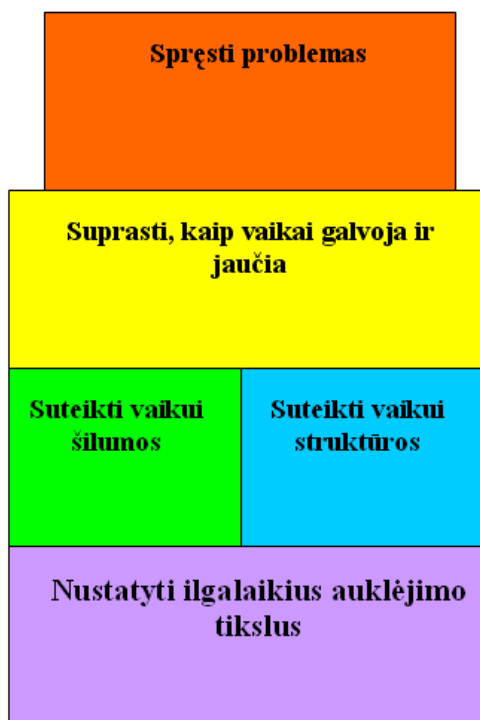 Spręsti problemas
Suprasti, kaip vaikai galvoja ir
jaučia
Suteikti vaikui
šilumos
Suteikti vaikui
struktūros
Nustatyti ilgalaikius auklėjimo
tikslus